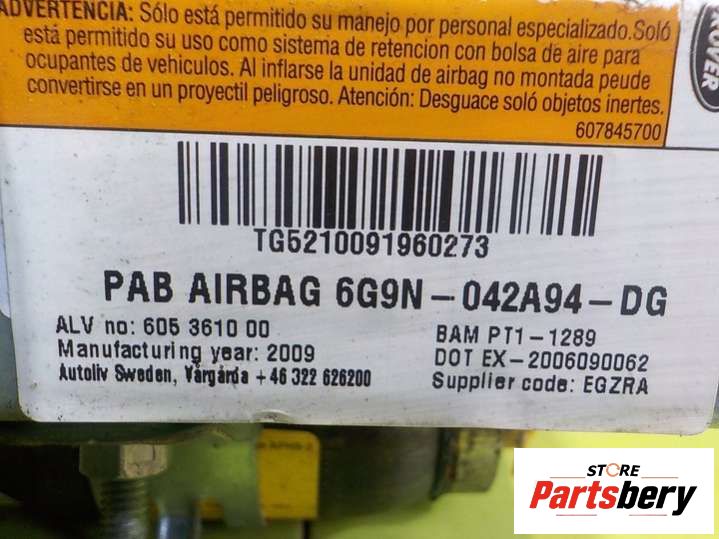 ADVERTENCIA: Sólo está permitido su manejo por personal especializado.Soló
está permitido su uso como sistema de retencion con bolsa de aire para
ocupantes de vehiculos. Al inflarse la unidad de airbag no montada peude
convertirse en un proyectil peligroso. Atención: Desguace soló objetos inertes.
607845700
ROVER
TG5210091960273
PAB AIRBAG 6G9N-042A94-DG
ALV no: 605 3610 00
BAM PT1-1289
Manufacturing year: 2009
DOT EX-2006090062
Autoliv Sweden, Vårgårda +46 322 626200
Supplier code: EGZRA
STORE
Partsbery